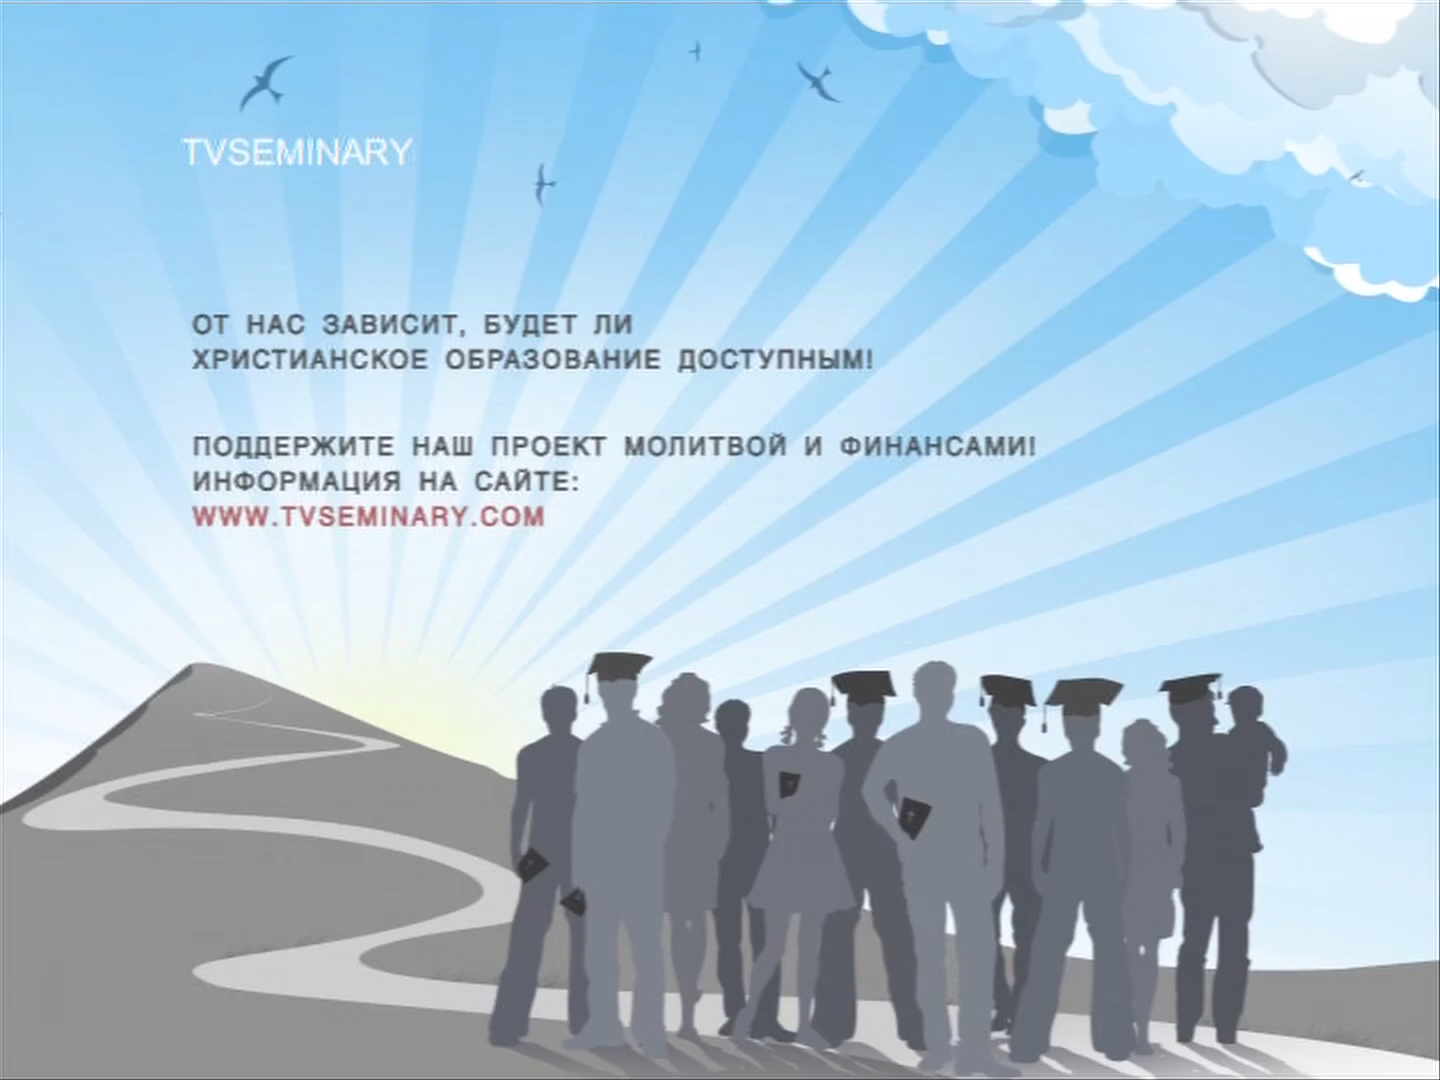 TVSEMINARY
ОТ НАС ЗАВИСИТ, БУДЕТ ЛИ
ХРИСТИАНСКОЕ ОБРАЗОВАНИЕ ДОСТУПНЫМ!
ПОДДЕРЖИТЕ НАШ ПРОЕКТ МОЛИТВОЙ И ФИНАНСАМИ!
ИНФОРМАЦИЯ НА САЙТЕ:
WWW.TVSEMINARY.COM